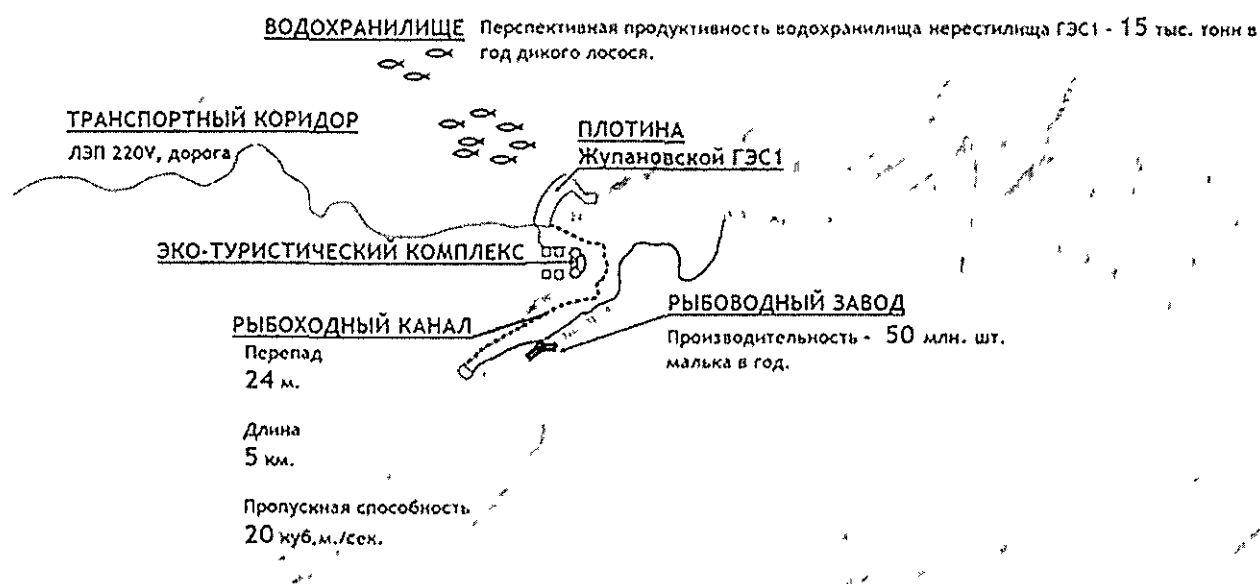 ВОДОХРАНИЛИЩЕ Перспективная продуктивность водохранилища нерестилища ГЭС1 - 15 тыс. тонн в
год дикого лосося.
ТРАНСПОРТНЫЙ КОРИДОР
ЛЭП 220V, дорога
ПЛОТИНА
Жупановской ГЭС1
ЭКО-ТУРИСТИЧЕСКИЙ КОМПЛЕКС
РЫБОХОДНЫЙ КАНАЛ
Перепад
24 м.
Длина
5 км.
Пропускная способность
20 куб.м./сек.
РЫБОВОДНЫЙ ЗАВОД
Производительность - 50 млн. шт.
малька в год.